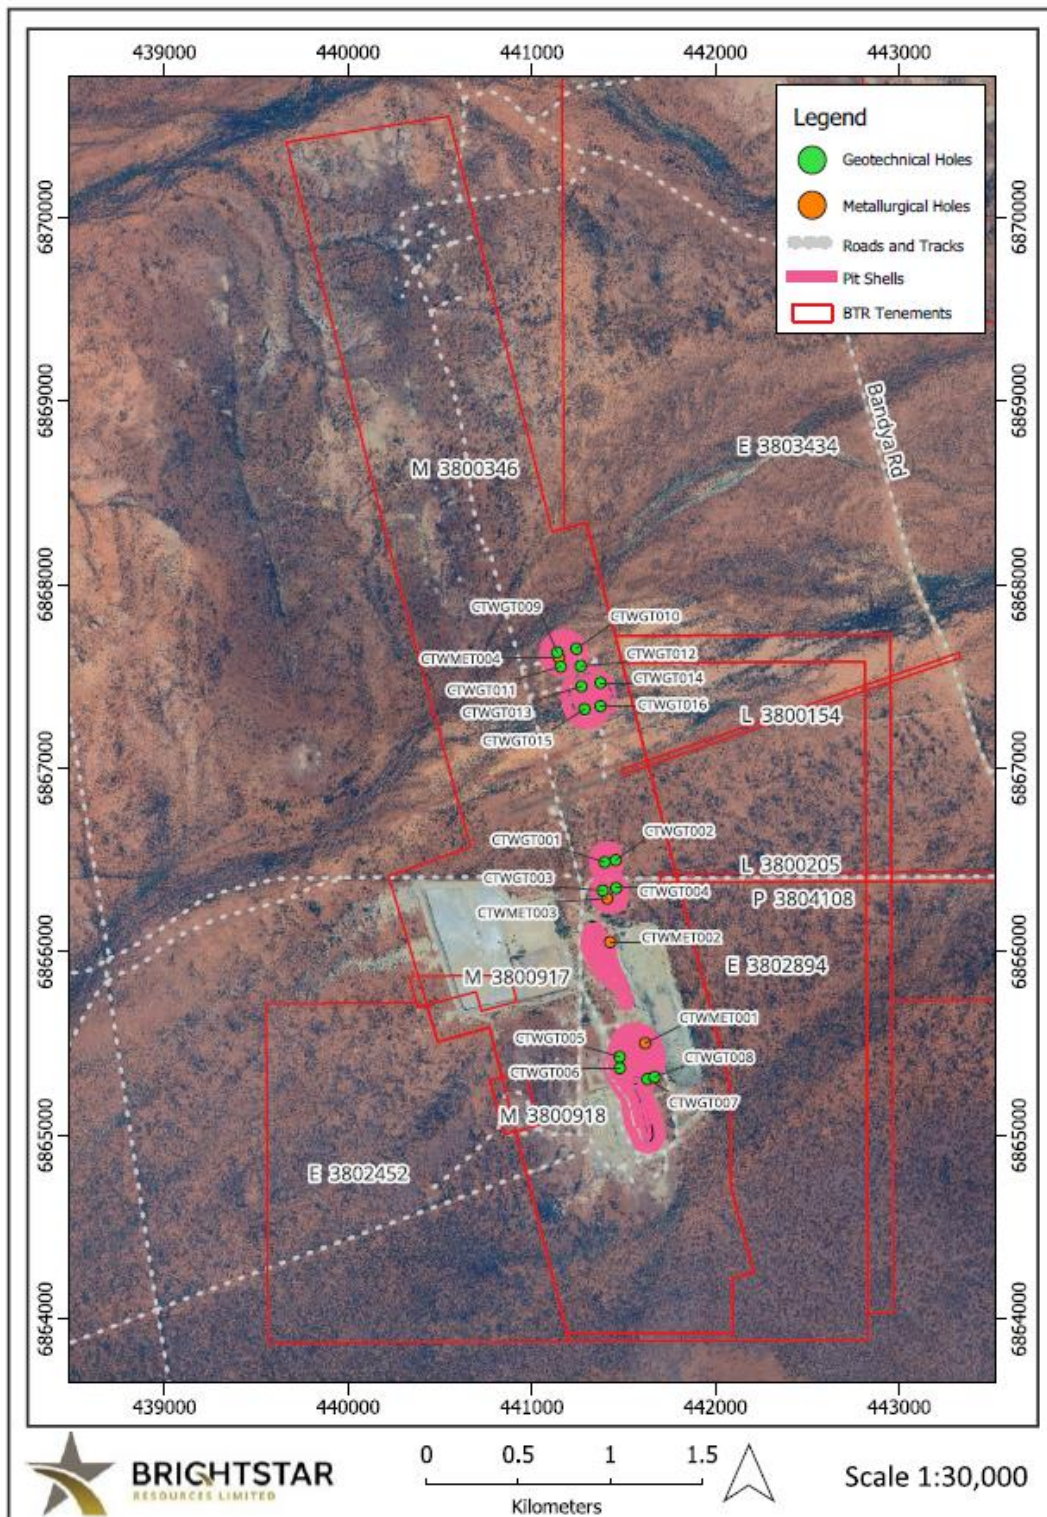 439000 440000 441000 442000 443000
Legend
Geotechnical Holes
Metallurgical Holes
Roads and Tracks
Pit Shells
BTR Tenements
6870000 6870000
6869000 6869000
Bandya Rd
E 3803434
M 3800346
6868000 6868000
CTWGT009
CTWGT010
CTWMET004 CTWGT012
CTWGT011 CTWGT014
CTWGT013 CTWGT016
L 3800154
CTWGT015
6867000 6867000
CTWGT001 CTWGT002
L 3800205
CTWGT003 CTWGT004
P 3804108
CTWMET003
CTWMET002
6866000 6866000
E 3802894
M 3800917
CTWMET001
CTWGT005
CTWGT008
CTWGT006
CTWGT007
M 3800918
6865000 6865000
E 3802452
6864000 6864000
439000 440000 441000 442000 443000
BRIGHTSTAR
RESOURCES LIMITED
0 0.5 1 1.5
Kilometers
Scale 1:30,000